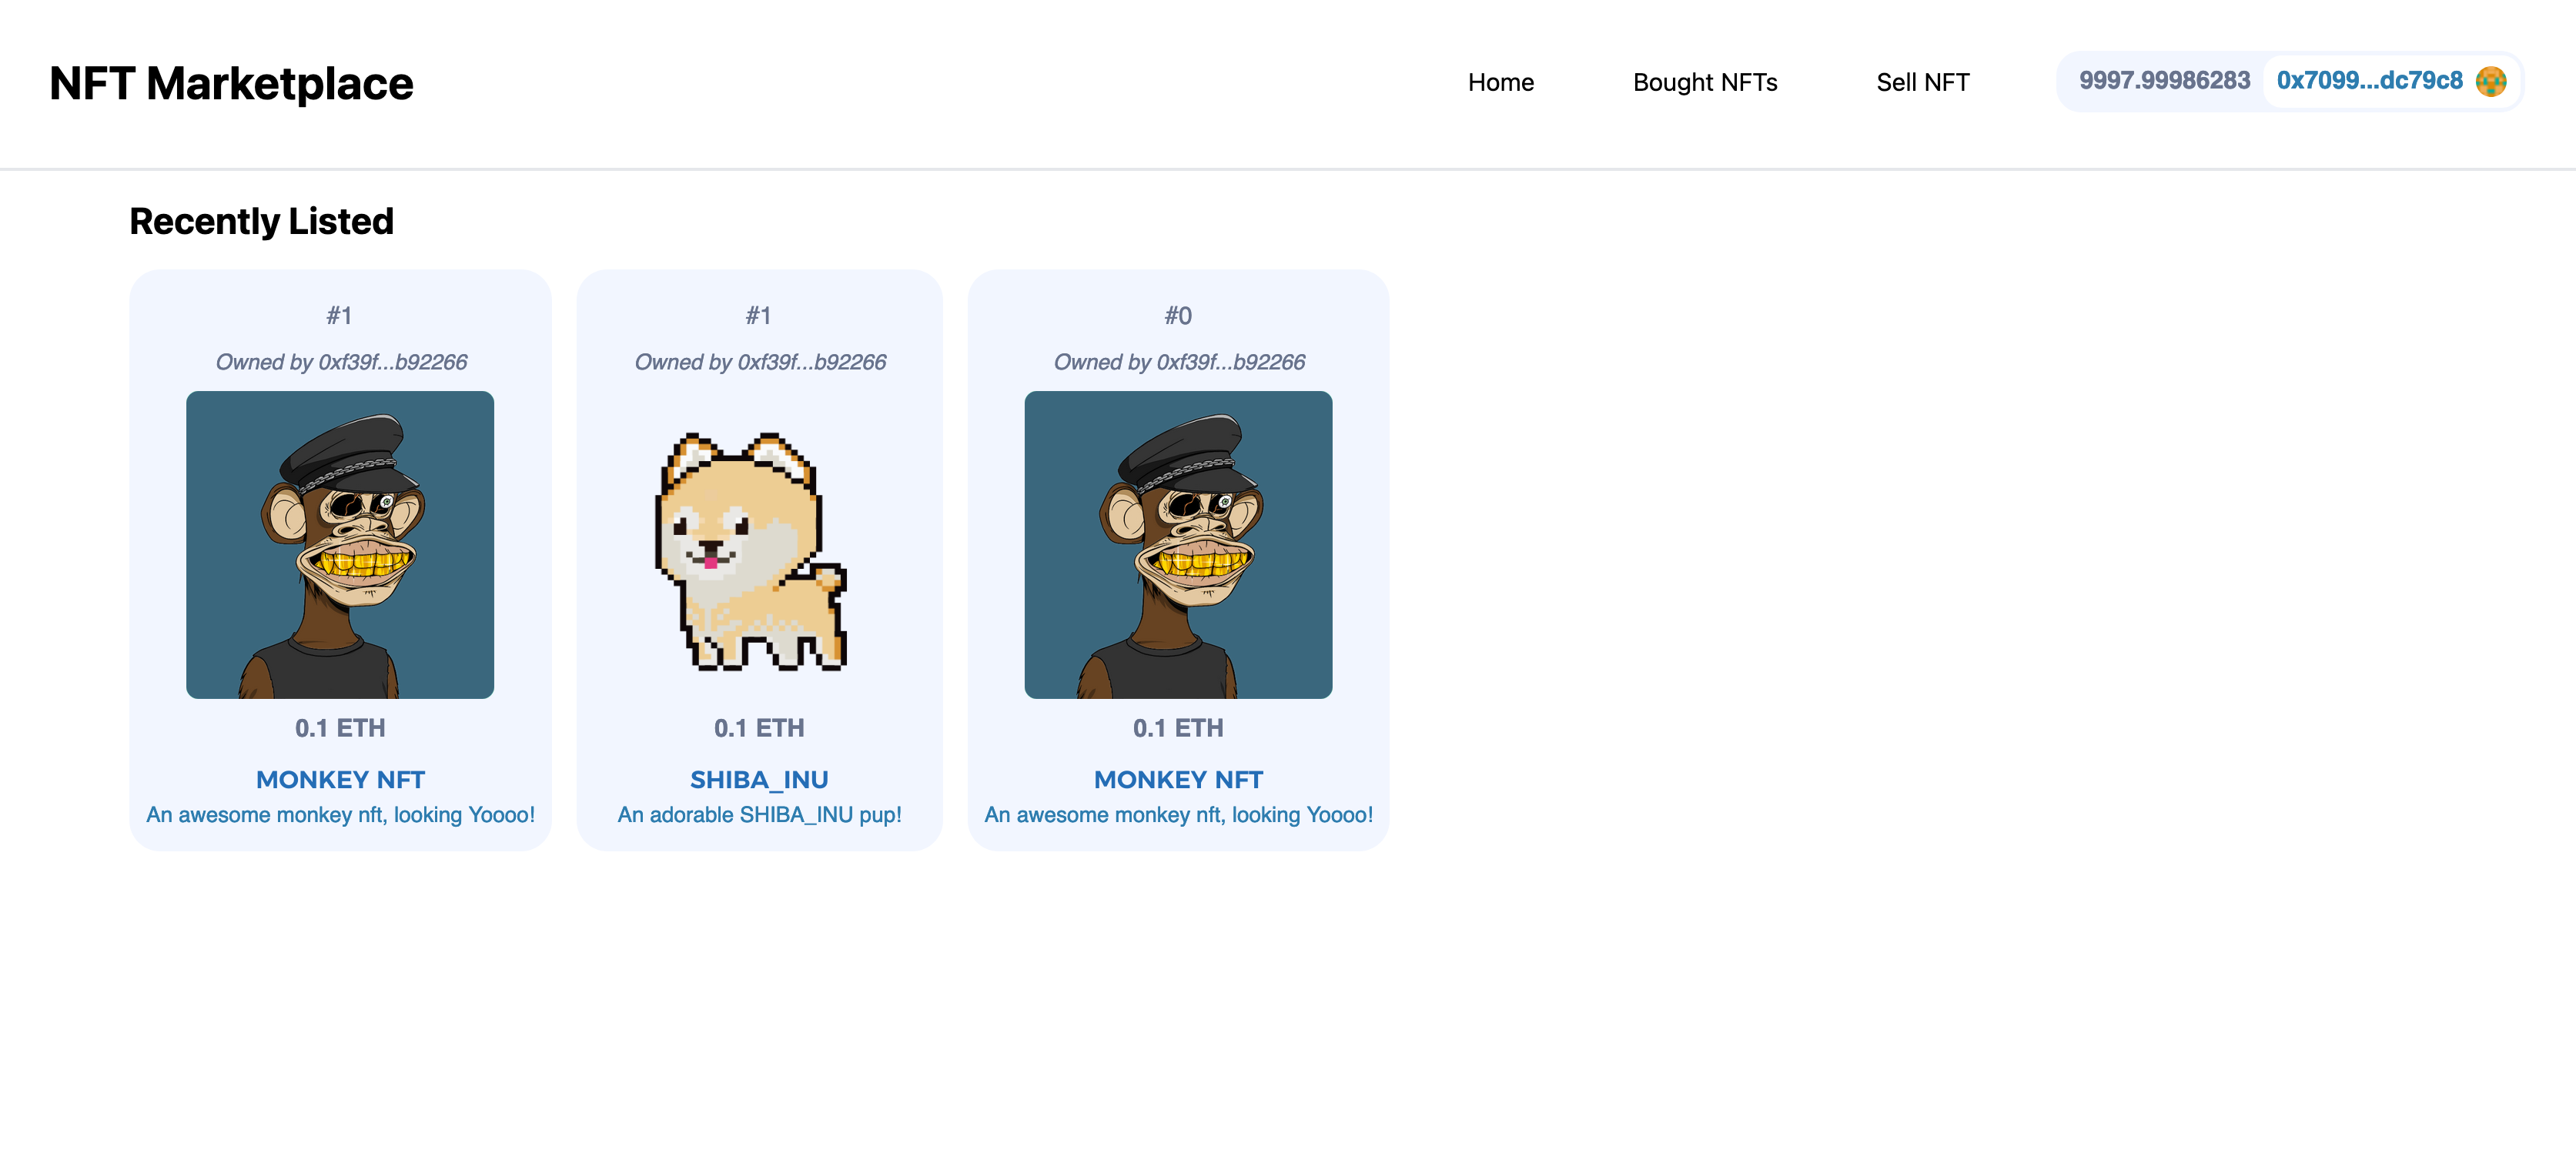 NFT Marketplace
Home
Bought NFTs
Sell NFT
9997.99986283
0x7099...dc79c8
Recently Listed
#1
Owned by 0xf39f...b92266
0.1 ETH
MONKEY NFT
An awesome monkey nft, looking Yoooo!
#1
Owned by 0xf39f...b92266
0.1 ETH
SHIBA_INU
An adorable SHIBA_INU pup!
#0
Owned by 0xf39f...b92266
0.1 ETH
MONKEY NFT
An awesome monkey nft, looking Yoooo!